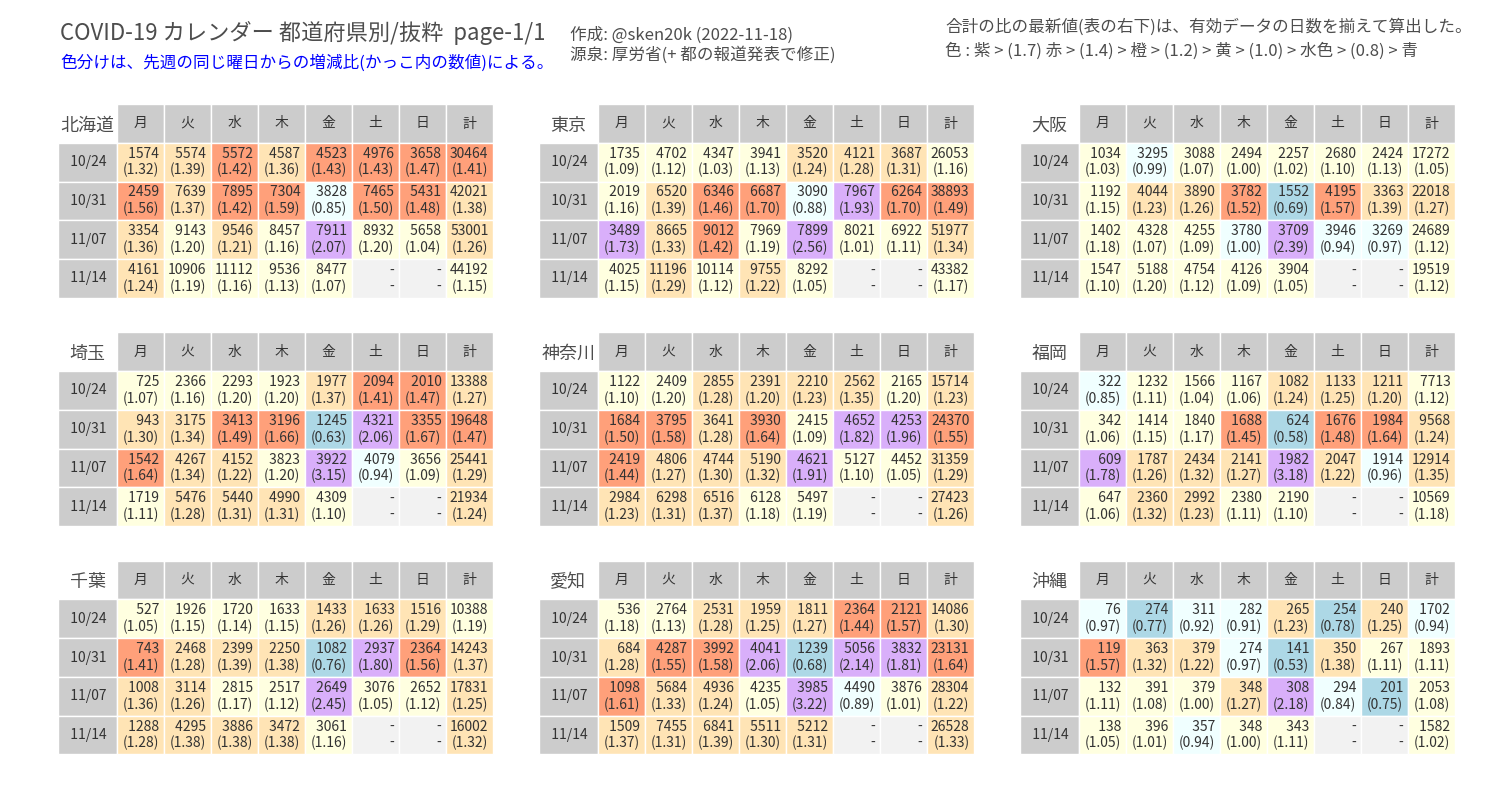 COVID-19 カレンダー 都道府県別/抜粋 page-1/1
色分けは、先週の同じ曜日からの増減比(かっこ内の数値)による。
作成: @sken20k (2022-11-18)
源泉: 厚労省(+ 都の報道発表で修正)
合計の比の最新値(表の右下)は、有効データの日数を揃えて算出した。
色 : 紫 > (1.7) 赤 > (1.4) > 橙 > (1.2) > 黄 > (1.0) > 水色 > (0.8) > 青
北海道 月 火 水 木 金 土 日 計
10/24 1574 5574 5572 4587 4523 4976 3658 30464
(1.32) (1.39) (1.42) (1.36) (1.43) (1.43) (1.47) (1.41)
10/31 2459 7639 7895 7304 3828 7465 5431 42021
(1.56) (1.37) (1.42) (1.59) (0.85) (1.50) (1.48) (1.38)
11/07 3354 9143 9546 8457 7911 8932 5658 53001
(1.36) (1.20) (1.21) (1.16) (2.07) (1.20) (1.04) (1.26)
11/14 4161 10906 11112 9536 8477 - - 44192
(1.24) (1.19) (1.16) (1.13) (1.07) - - (1.15)
東京 月 火 水 木 金 土 日 計
10/24 1735 4702 4347 3941 3520 4121 3687 26053
(1.09) (1.12) (1.03) (1.13) (1.24) (1.28) (1.31) (1.16)
10/31 2019 6520 6346 6687 3090 7967 6264 38893
(1.16) (1.39) (1.46) (1.70) (0.88) (1.93) (1.70) (1.49)
11/07 3489 8665 9012 7969 7899 8021 6922 51977
(1.73) (1.33) (1.42) (1.19) (2.56) (1.01) (1.11) (1.34)
11/14 4025 11196 10114 9755 8292 - - 43382
(1.15) (1.29) (1.12) (1.22) (1.05) - - (1.17)
大阪 月 火 水 木 金 土 日 計
10/24 1034 3295 3088 2494 2257 2680 2424 17272
(1.03) (0.99) (1.07) (1.00) (1.02) (1.10) (1.13) (1.05)
10/31 1192 4044 3890 3782 1552 4195 3363 22018
(1.15) (1.23) (1.26) (1.52) (0.69) (1.57) (1.39) (1.27)
11/07 1402 4328 4255 3780 3709 3946 3269 24689
(1.18) (1.07) (1.09) (1.00) (2.39) (0.94) (0.97) (1.12)
11/14 1547 5188 4754 4126 3904 - - 19519
(1.10) (1.20) (1.12) (1.09) (1.05) - - (1.12)
埼玉 月 火 水 木 金 土 日 計
10/24 725 2366 2293 1923 1977 2094 2010 13388
(1.07) (1.16) (1.20) (1.20) (1.37) (1.41) (1.47) (1.27)
10/31 943 3175 3413 3196 1245 4321 3355 19648
(1.30) (1.34) (1.49) (1.66) (0.63) (2.06) (1.67) (1.47)
11/07 1542 4267 4152 3823 3922 4079 3656 25441
(1.64) (1.34) (1.22) (1.20) (3.15) (0.94) (1.09) (1.29)
11/14 1719 5476 5440 4990 4309 - - 21934
(1.11) (1.28) (1.31) (1.31) (1.10) - - (1.24)
神奈川 月 火 水 木 金 土 日 計
10/24 1122 2409 2855 2391 2210 2562 2165 15714
(1.10) (1.20) (1.28) (1.20) (1.23) (1.35) (1.20) (1.23)
10/31 1684 3795 3641 3930 2415 4652 4253 24370
(1.50) (1.58) (1.28) (1.64) (1.09) (1.82) (1.96) (1.55)
11/07 2419 4806 4744 5190 4621 5127 4452 31359
(1.44) (1.27) (1.30) (1.32) (1.91) (1.10) (1.05) (1.29)
11/14 2984 6298 6516 6128 5497 - - 27423
(1.23) (1.31) (1.37) (1.18) (1.19) - - (1.26)
福岡 月 火 水 木 金 土 日 計
10/24 322 1232 1566 1167 1082 1133 1211 7713
(0.85) (1.11) (1.04) (1.06) (1.24) (1.25) (1.20) (1.12)
10/31 342 1414 1840 1688 624 1676 1984 9568
(1.06) (1.15) (1.17) (1.45) (0.58) (1.48) (1.64) (1.24)
11/07 609 1787 2434 2141 1982 2047 1914 12914
(1.78) (1.26) (1.32) (1.27) (3.18) (1.22) (0.96) (1.35)
11/14 647 2360 2992 2380 2190 - - 10569
(1.06) (1.32) (1.23) (1.11) (1.10) - - (1.18)
千葉 月 火 水 木 金 土 日 計
10/24 527 1926 1720 1633 1433 1633 1516 10388
(1.05) (1.15) (1.14) (1.15) (1.26) (1.26) (1.29) (1.19)
10/31 743 2468 2399 2250 1082 2937 2364 14243
(1.41) (1.28) (1.39) (1.38) (0.76) (1.80) (1.56) (1.37)
11/07 1008 3114 2815 2517 2649 3076 2652 17831
(1.36) (1.26) (1.17) (1.12) (2.45) (1.05) (1.12) (1.25)
11/14 1288 4295 3886 3472 3061 - - 16002
(1.28) (1.38) (1.38) (1.38) (1.16) - - (1.32)
愛知 月 火 水 木 金 土 日 計
10/24 536 2764 2531 1959 1811 2364 2121 14086
(1.18) (1.13) (1.28) (1.25) (1.27) (1.44) (1.57) (1.30)
10/31 684 4287 3992 4041 1239 5056 3832 23131
(1.28) (1.55) (1.58) (2.06) (0.68) (2.14) (1.81) (1.64)
11/07 1098 5684 4936 4235 3985 4490 3876 28304
(1.61) (1.33) (1.24) (1.05) (3.22) (0.89) (1.01) (1.22)
11/14 1509 7455 6841 5511 5212 - - 26528
(1.37) (1.31) (1.39) (1.30) (1.31) - - (1.33)
沖縄 月 火 水 木 金 土 日 計
10/24 76 274 311 282 265 254 240 1702
(0.97) (0.77) (0.92) (0.91) (1.23) (0.78) (1.25) (0.94)
10/31 119 363 379 274 141 350 267 1893
(1.57) (1.32) (1.22) (0.97) (0.53) (1.38) (1.11) (1.11)
11/07 132 391 379 348 308 294 201 2053
(1.11) (1.08) (1.00) (1.27) (2.18) (0.84) (0.75) (1.08)
11/14 138 396 357 348 343 - - 1582
(1.05) (1.01) (0.94) (1.00) (1.11) - - (1.02)